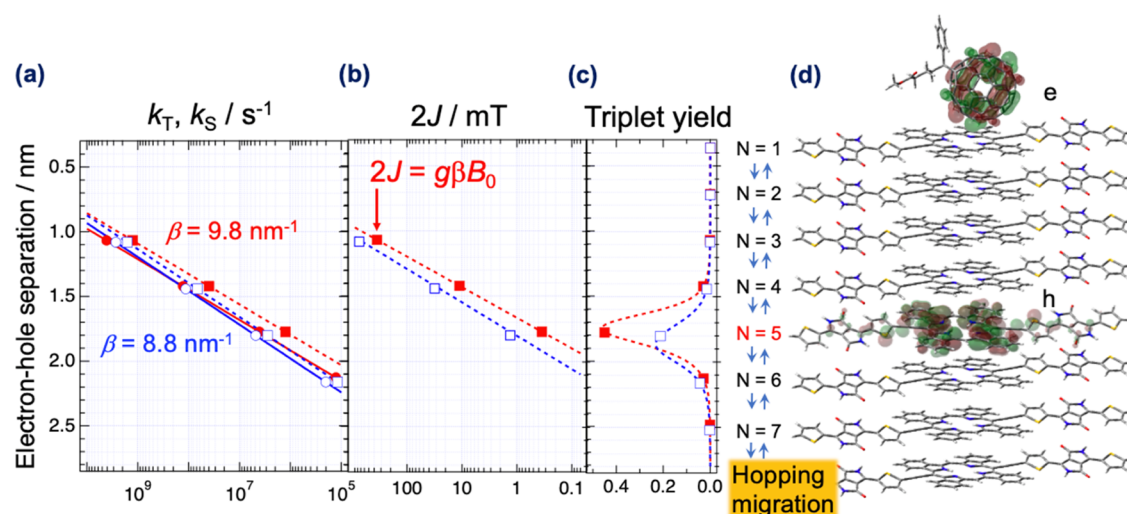 (a)
(b)
(c)
(d)
k_T, k_S / s⁻¹
2J / mT
Triplet yield
Electron-hole separation / nm
0.5
1.0
1.5
2.0
2.5
β = 9.8 nm⁻¹
β = 8.8 nm⁻¹
10⁹
10⁷
10⁵
2J = gβB₀
100
10
1
0.1
0.4
0.2
0.0
e
h
N = 1
N = 2
N = 3
N = 4
N = 5
N = 6
N = 7
Hopping
migration